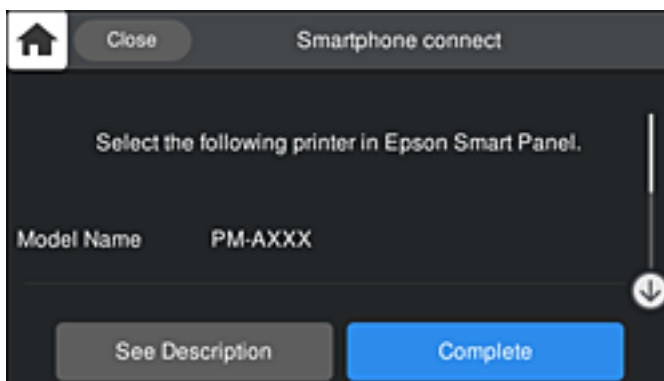 Close
Smartphone connect
Select the following printer in Epson Smart Panel.
Model Name PM-AXXX
See Description
Complete